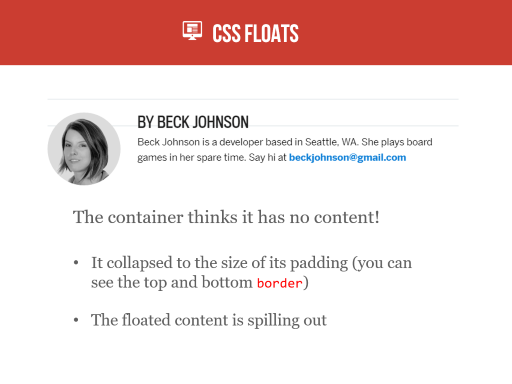 CSS FLOATS
BY BECK JOHNSON
Beck Johnson is a developer based in Seattle, WA. She plays board
games in her spare time. Say hi at beckjohnson@gmail.com
The container thinks it has no content!
• It collapsed to the size of its padding (you can
see the top and bottom border)
• The floated content is spilling out